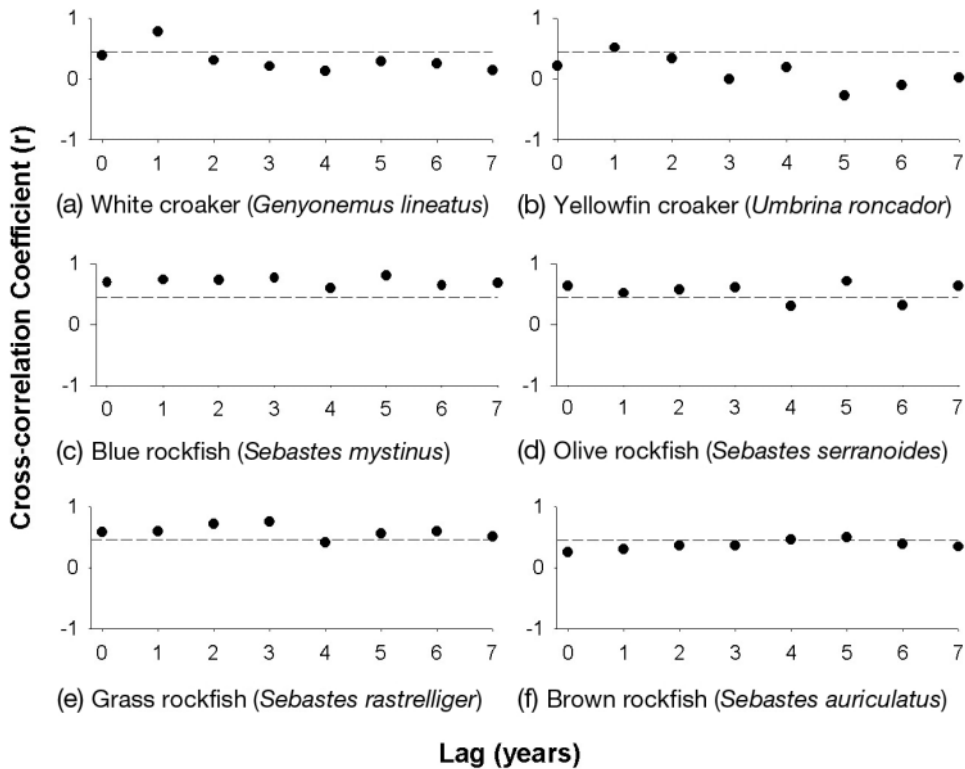 Cross-correlation Coefficient (r)
1
0
-1
0 1 2 3 4 5 6 7
(a) White croaker (Genyonemus lineatus)
1
0
-1
0 1 2 3 4 5 6 7
(b) Yellowfin croaker (Umbrina roncador)
1
0
-1
0 1 2 3 4 5 6 7
(c) Blue rockfish (Sebastes mystinus)
1
0
-1
0 1 2 3 4 5 6 7
(d) Olive rockfish (Sebastes serranoides)
1
0
-1
0 1 2 3 4 5 6 7
(e) Grass rockfish (Sebastes rastrelliger)
1
0
-1
0 1 2 3 4 5 6 7
(f) Brown rockfish (Sebastes auriculatus)
Lag (years)